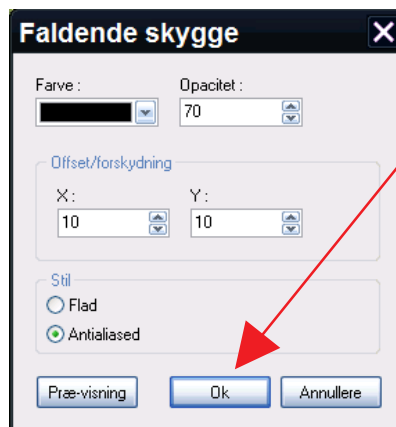 Faldende skygge
Farve : Opacitet :
70
Offset/forskydning
X : Y :
10 10
Stil
Flad
Antialiased
Præ-visning Ok Annullere